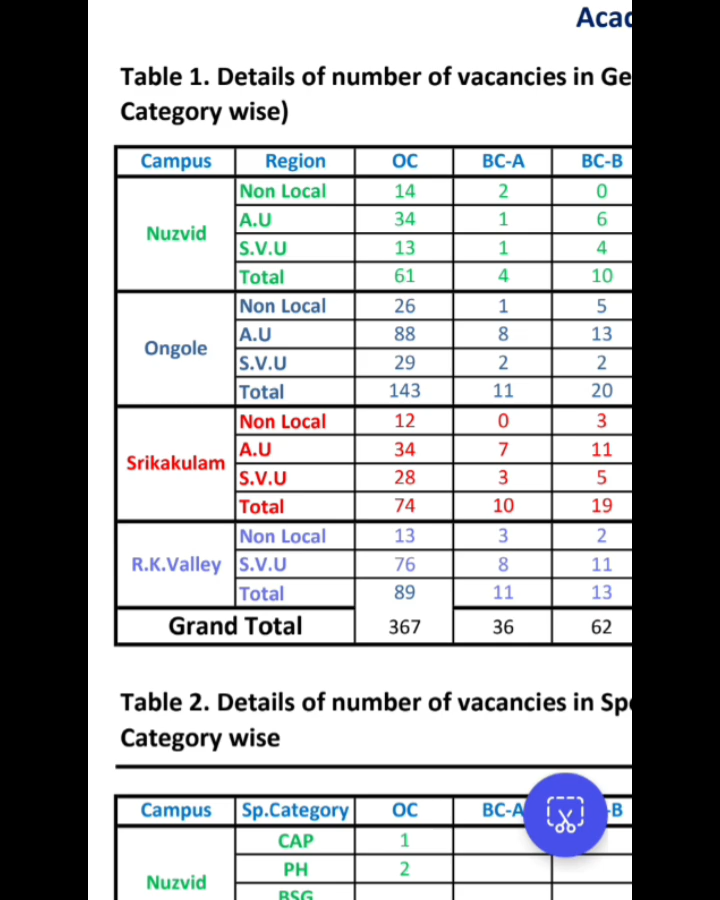 Table 1. Details of number of vacancies in
Category wise)
Campus Region OC BC-A BC-B
Nuzvid
Non Local 14 2 0
A.U 34 1 6
S.V.U 13 1 4
Total 61 4 10
Ongole
Non Local 26 1 5
A.U 88 8 13
S.V.U 29 2 2
Total 143 11 20
Srikakulam
Non Local 12 0 3
A.U 34 7 11
S.V.U 28 3 5
Total 74 10 19
R.K.Valley
Non Local 13 3 2
S.V.U 76 8 11
Total 89 11 13
Grand Total 367 36 62
Table 2. Details of number of vacancies in
Category wise
Campus Sp.Category OC BC-A -B
Nuzvid
CAP 1
PH 2
BSG